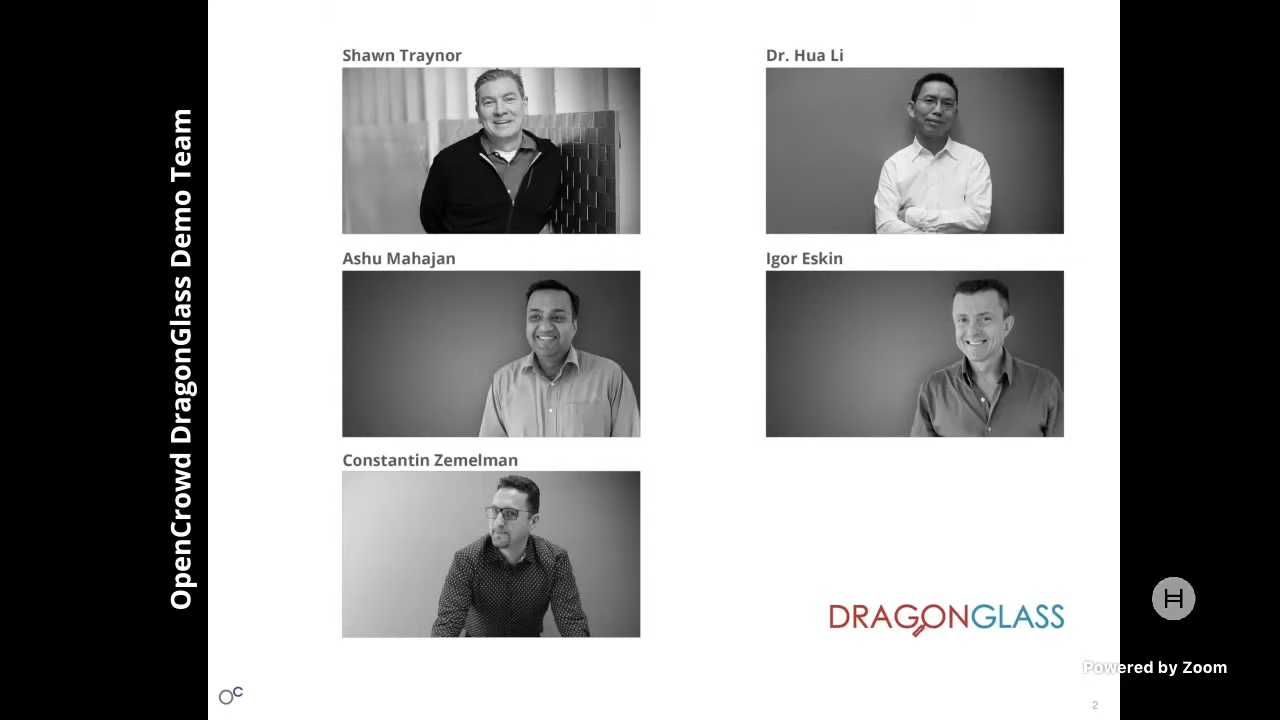 OpenCrowd DragonGlass Demo Team
Shawn Traynor
Dr. Hua Li
Ashu Mahajan
Igor Eskin
Constantin Zemelman
DRAGONGLASS
Powered by Zoom
OC
2